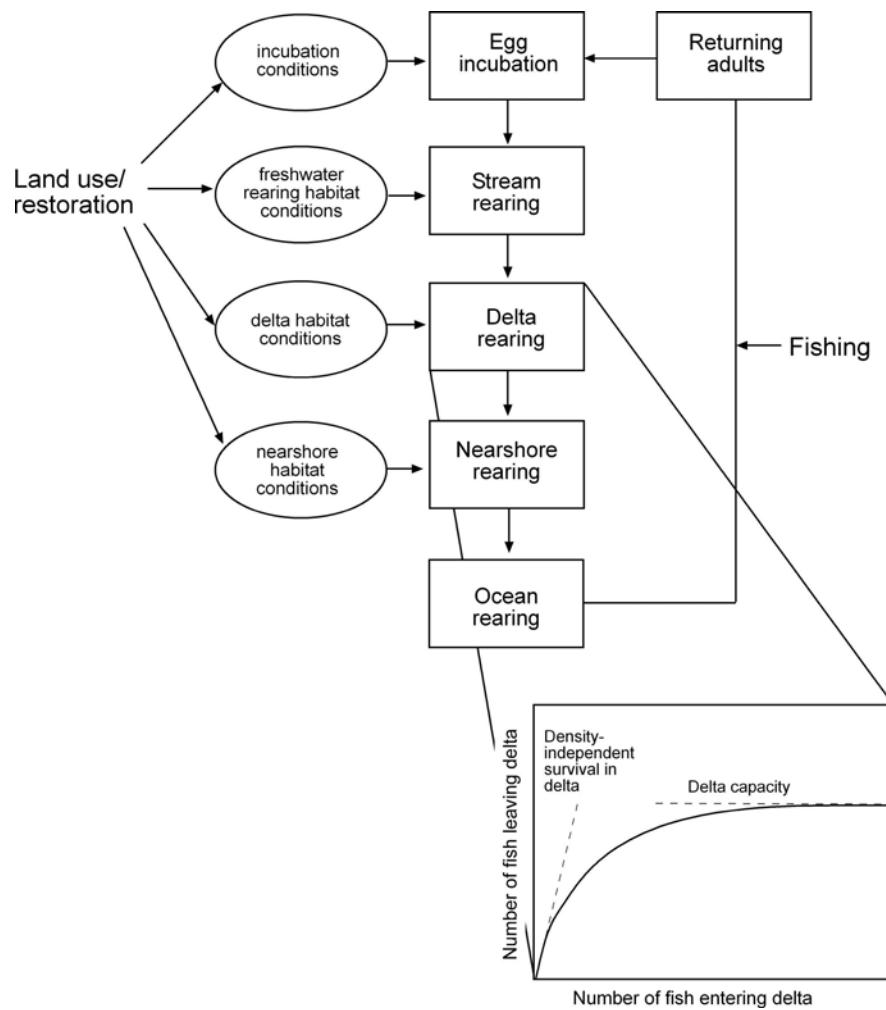 incubation
conditions
Egg
incubation
Returning
adults
Land use/
restoration
freshwater
rearing habitat
conditions
Stream
rearing
delta habitat
conditions
Delta
rearing
Fishing
nearshore
habitat
conditions
Nearshore
rearing
Ocean
rearing
Number of fish leaving delta
Density-
independent
survival in
delta
Delta capacity
Number of fish entering delta